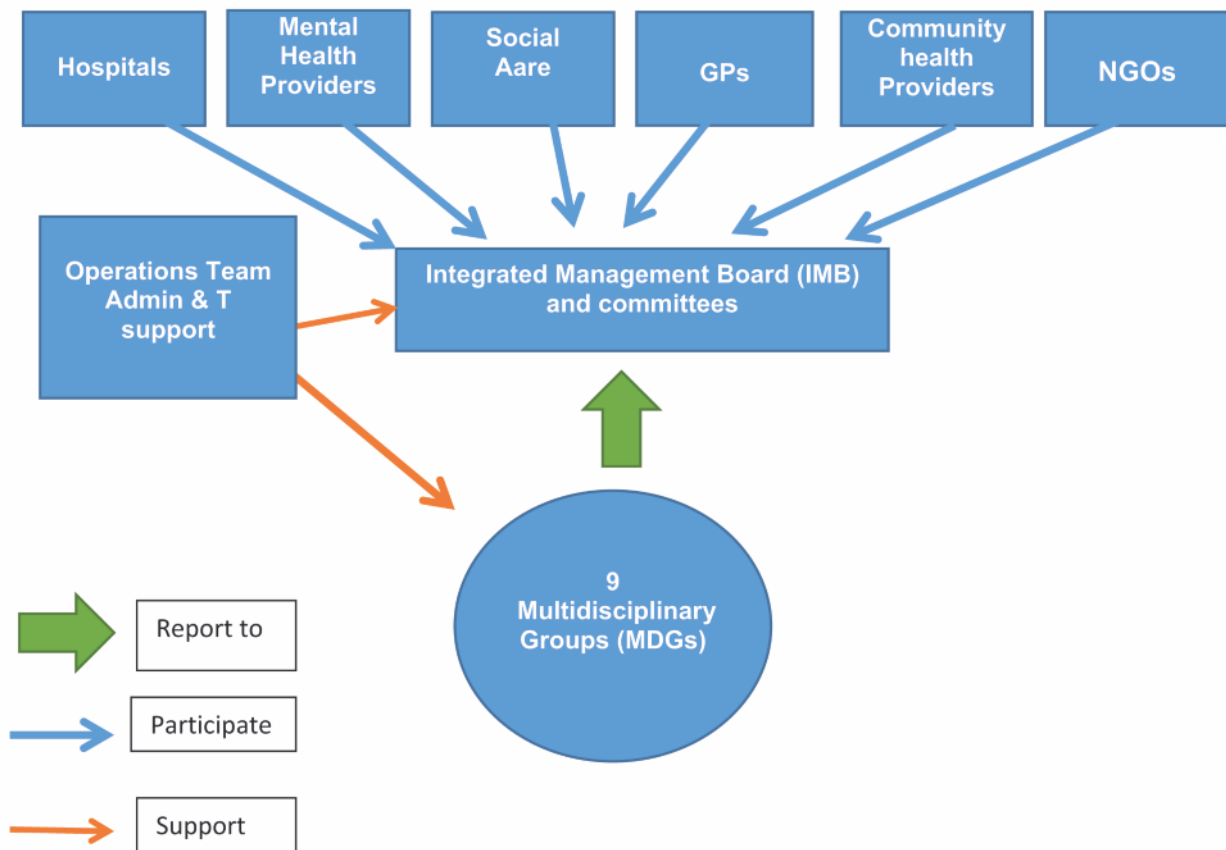 Hospitals
Mental
Health
Providers
Social
Aare
GPs
Community
health
Providers
NGOs
Operations Team
Admin & T
support
Integrated Management Board (IMB)
and committees
9
Multidisciplinary
Groups (MDGs)
Report to
Participate
Support